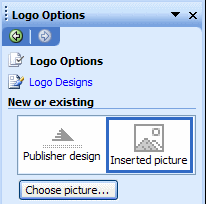 Logo Options
Logo Options
Logo Designs
New or existing
Publisher design
Inserted picture
Choose picture...